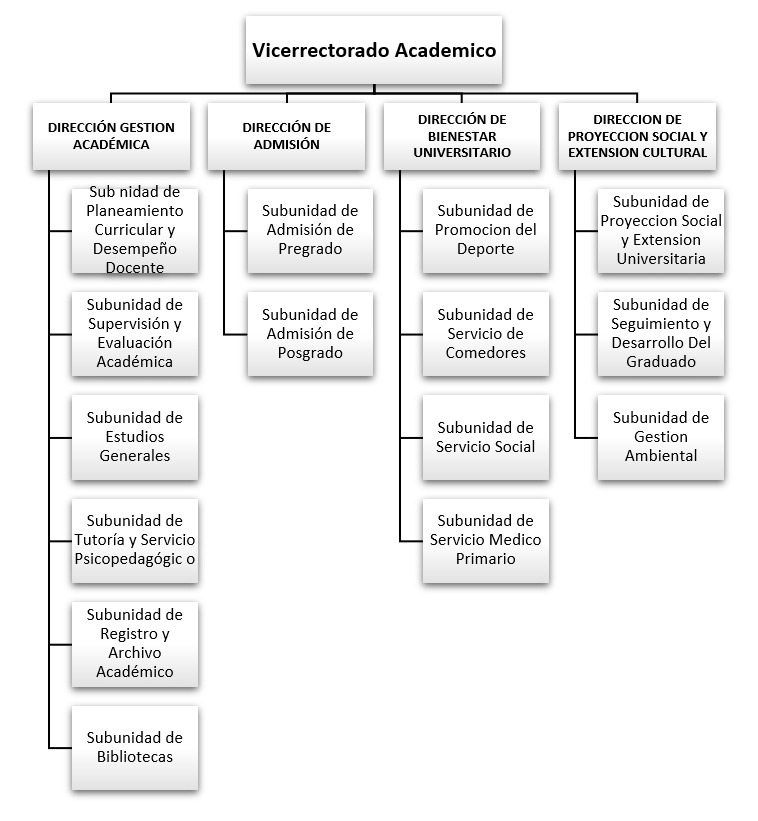 Vicerrectorado Academico
DIRECCIÓN GESTION
ACADÉMICA
Sub nidad de
Planeamiento
Curricular y
Desempeño
Docente
Subunidad de
Supervisión y
Evaluación
Académica
Subunidad de
Estudios
Generales
Subunidad de
Tutoría y Servicio
Psicopedagógic o
Subunidad de
Registro y
Archivo
Académico
Subunidad de
Bibliotecas
DIRECCIÓN DE
ADMISIÓN
Subunidad de
Admisión de
Pregrado
Subunidad de
Admisión de
Posgrado
DIRECCIÓN DE
BIENESTAR
UNIVERSITARIO
Subunidad de
Promocion del
Deporte
Subunidad de
Servicio de
Comedores
Subunidad de
Servicio Social
Subunidad de
Servicio Medico
Primario
DIRECCION DE
PROYECCION SOCIAL Y
EXTENSION CULTURAL
Subunidad de
Proyeccion Social
y Extension
Universitaria
Subunidad de
Seguimiento y
Desarrollo Del
Graduado
Subunidad de
Gestion
Ambiental